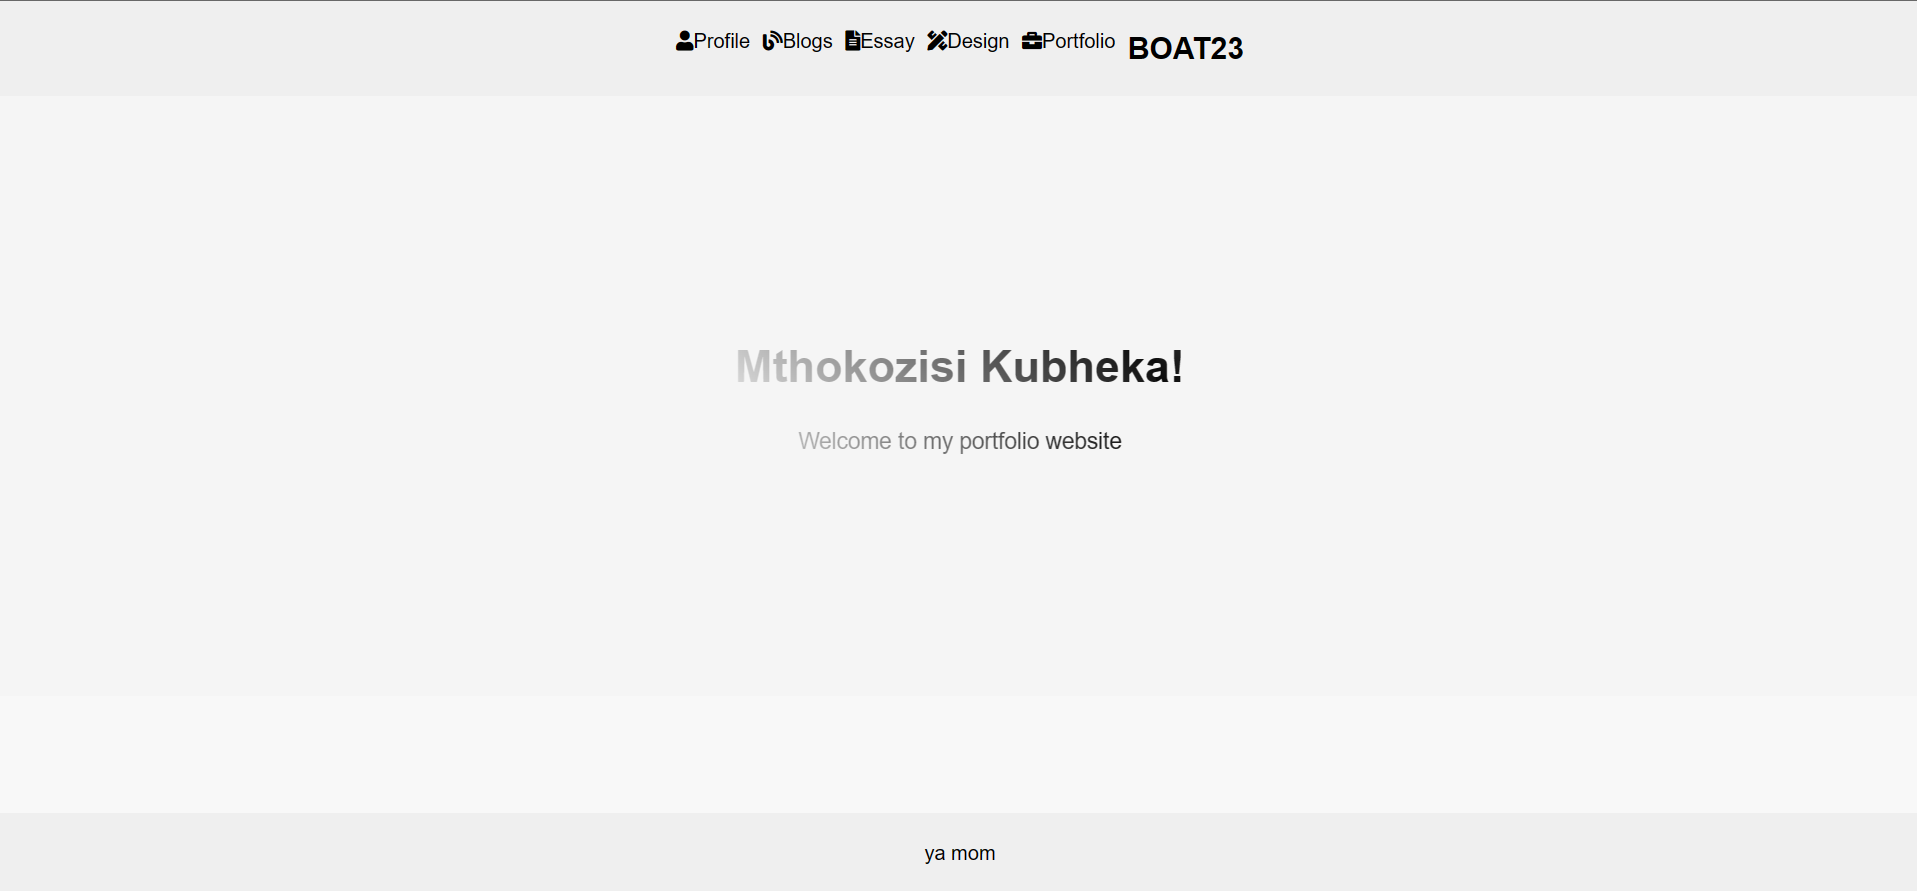 Profile Blogs Essay Design Portfolio BOAT23
Mthokozisi Kubheka!
Welcome to my portfolio website
ya mom